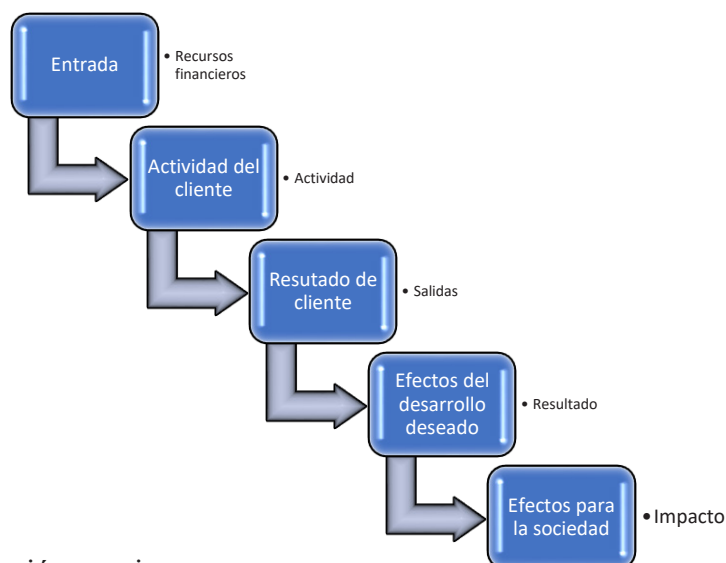 Entrada
• Recursos
financieros
Actividad del
cliente
• Actividad
Resutado de
cliente
• Salidas
Efectos del
desarrollo
deseado
• Resultado
Efectos para
la sociedad
• Impacto